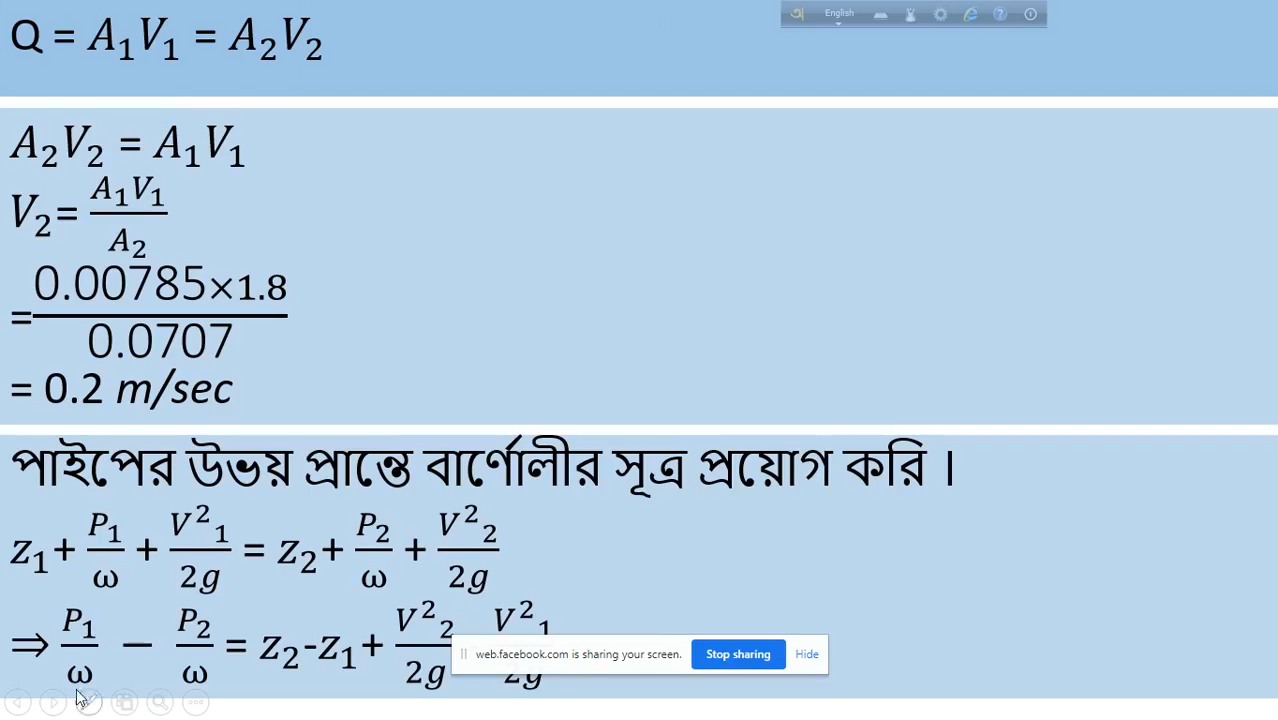 অ English
Q = A₁V₁ = A₂V₂
A₂V₂ = A₁V₁
V₂= A₁V₁/A₂
=0.00785×1.8/0.0707
= 0.2 m/sec
পাইপের উভয় প্রান্তে বার্ণোলীর সূত্র প্রয়োগ করি ।
z₁+ P₁/ω + V²₁/2g = z₂+ P₂/ω + V²₂/2g
⇒ P₁/ω − P₂/ω = z₂-z₁+ V²₂/2g V²₁/2g
web.facebook.com is sharing your screen. Stop sharing Hide